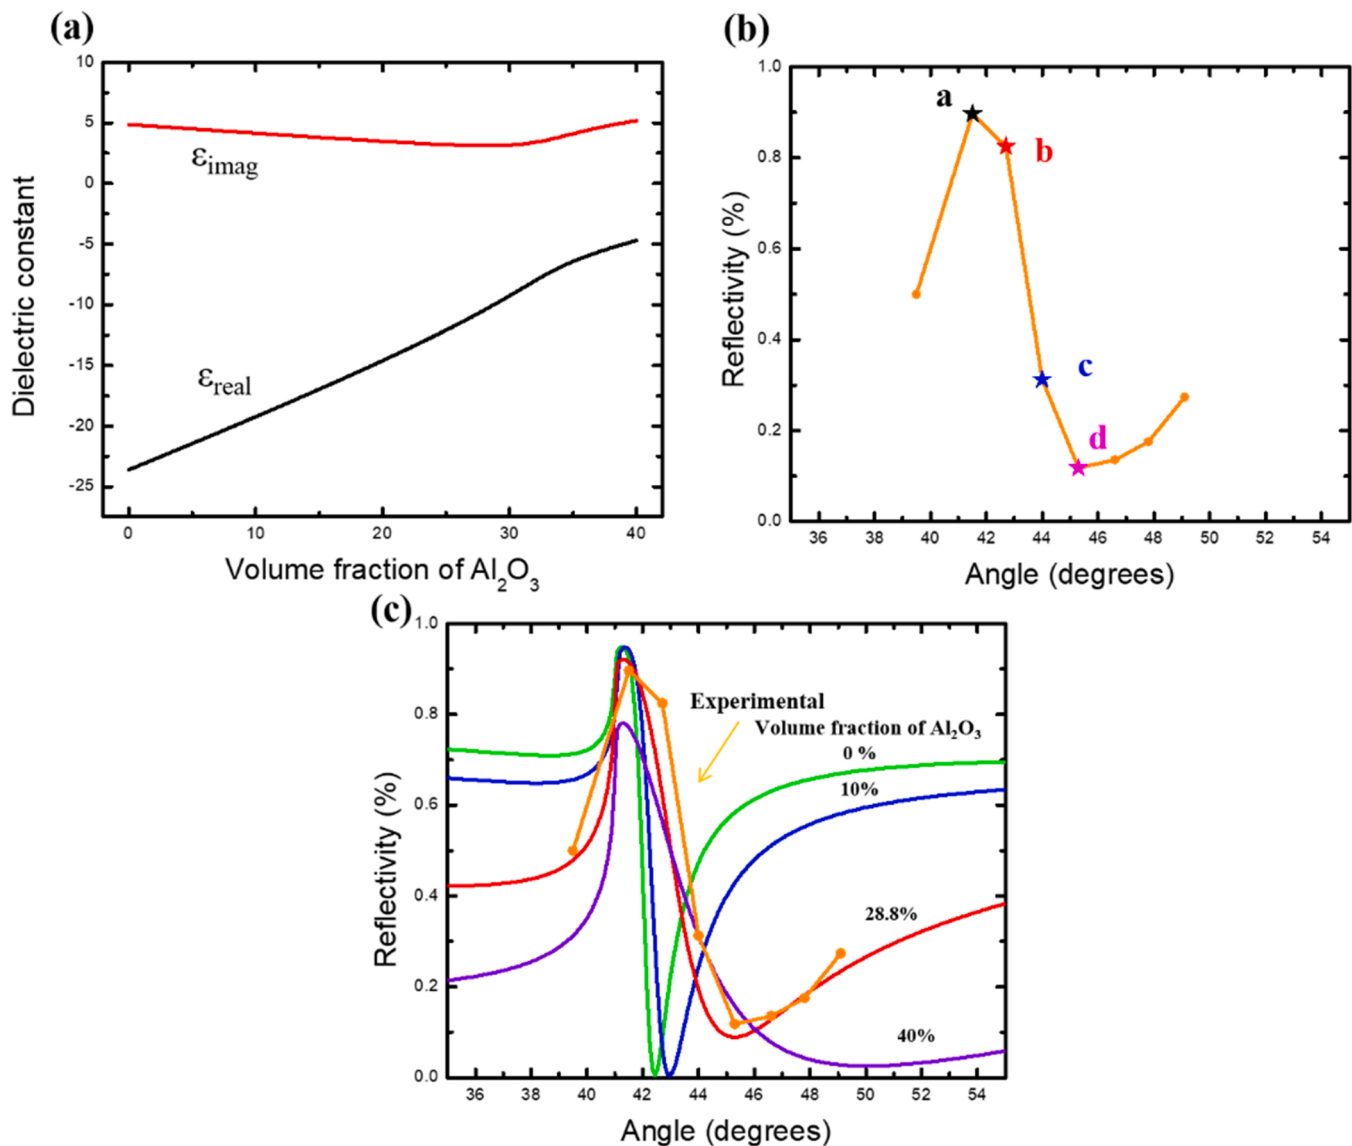 (a)
10
5
0
-5
-10
-15
-20
-25
εimag
εreal
Dielectric constant
0
10
20
30
40
Volume fraction of Al₂O₃
(b)
1.0
0.8
0.6
0.4
0.2
0.0
a
b
c
d
Reflectivity (%)
36
38
40
42
44
46
48
50
52
54
Angle (degrees)
(c)
1.0
0.8
0.6
0.4
0.2
0.0
Experimental
Volume fraction of Al₂O₃
0 %
10%
28.8%
40%
Reflectivity (%)
36
38
40
42
44
46
48
50
52
54
Angle (degrees)